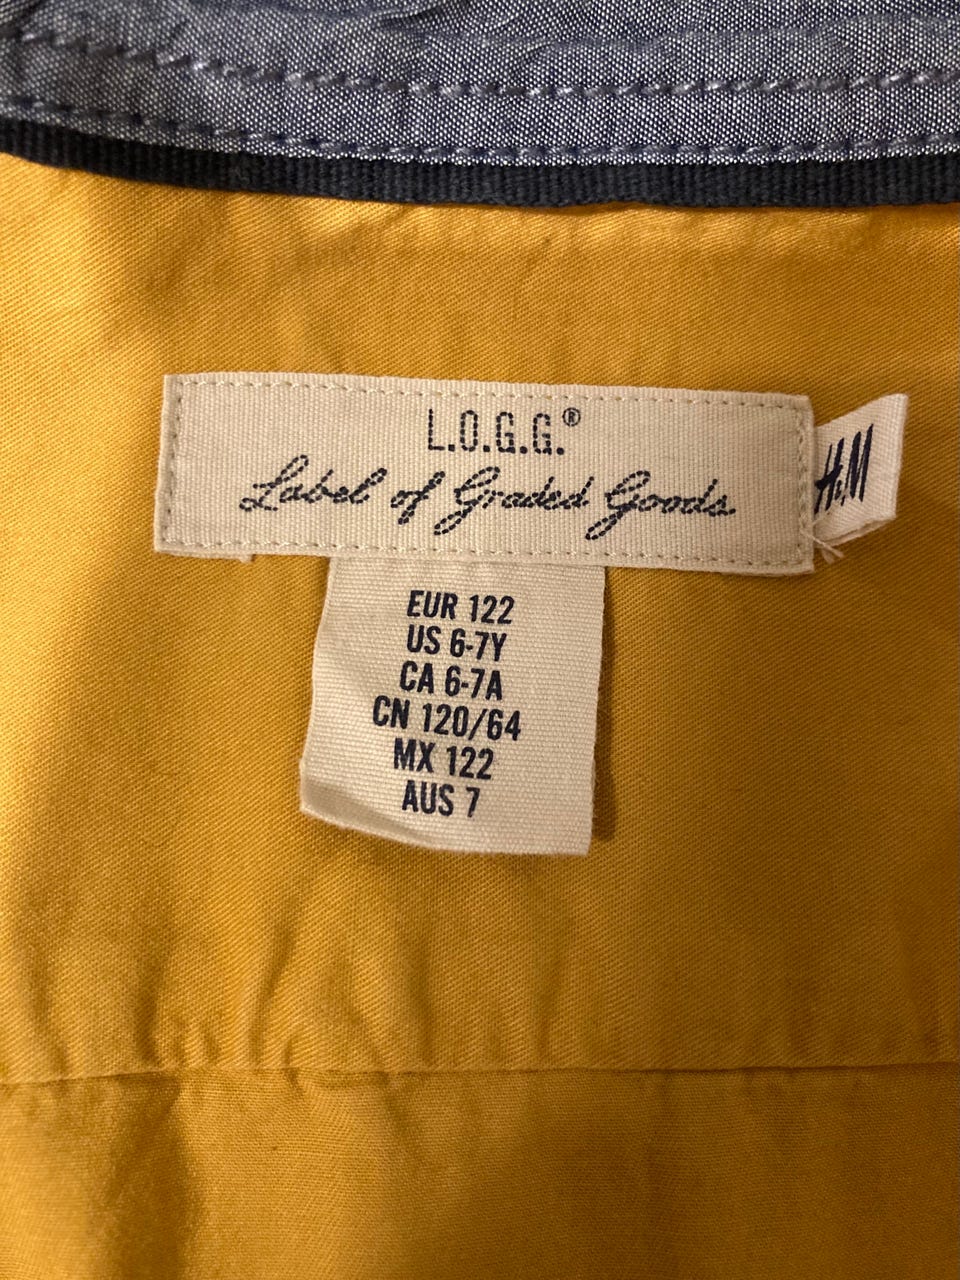 L.O.G.G.®
Label of Graded Goods
H&M
EUR 122
US 6-7Y
CA 6-7A
CN 120/64
MX 122
AUS 7